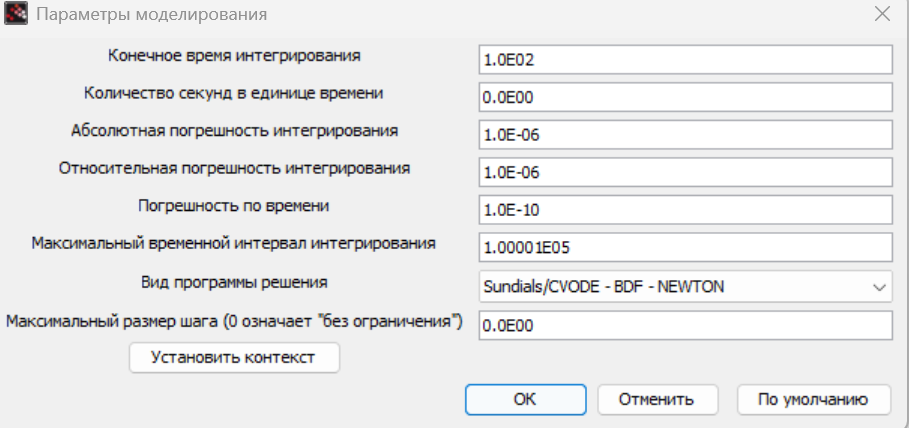 Параметры моделирования
Конечное время интегрирования 1.0E02
Количество секунд в единице времени 0.0E00
Абсолютная погрешность интегрирования 1.0E-06
Относительная погрешность интегрирования 1.0E-06
Погрешность по времени 1.0E-10
Максимальный временной интервал интегрирования 1.00001E05
Вид программы решения Sundials/CVODE - BDF - NEWTON
Максимальный размер шага (0 означает "без ограничения") 0.0E00
Установить контекст
ОК Отменить По умолчанию